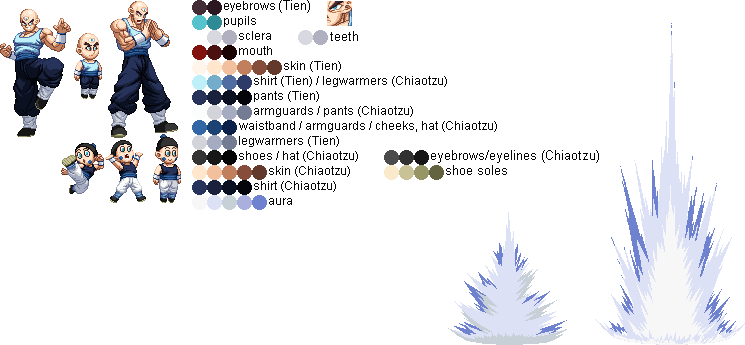 eyebrows (Tien)
pupils
sclera
teeth
mouth
skin (Tien)
shirt (Tien) / legwarmers (Chiaotzu)
pants (Tien)
armguards / pants (Chiaotzu)
waistband / armguards / cheeks, hat (Chiaotzu)
legwarmers (Tien)
shoes / hat (Chiaotzu)
eyebrows/eyelines (Chiaotzu)
skin (Chiaotzu)
shoe soles
shirt (Chiaotzu)
aura